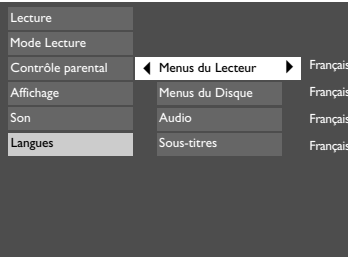 Lecture
Mode Lecture
Contrôle parental
Affichage
Son
Langues
Menus du Lecteur
Menus du Disque
Audio
Sous-titres
Français
Français
Français
Français